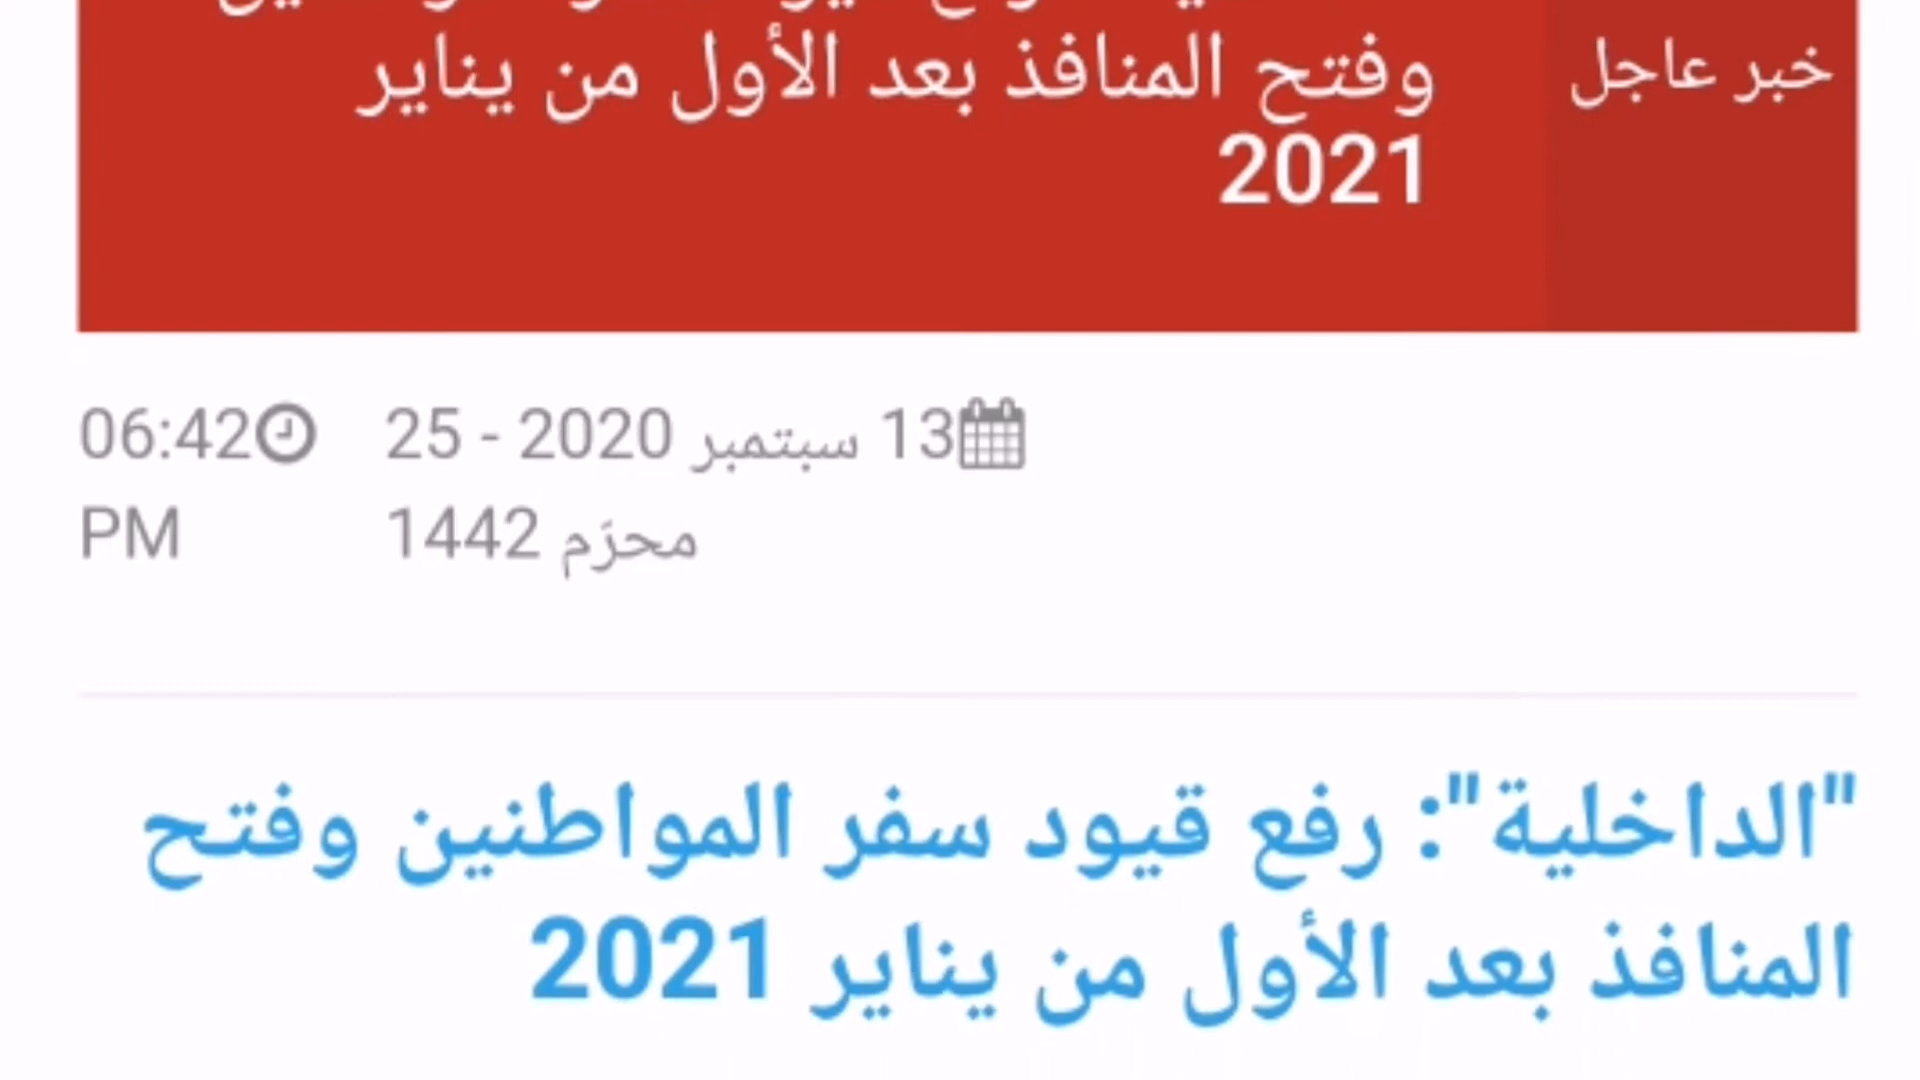 خبر عاجل
وفتح المنافذ بعد الأول من يناير
2021
13 سبتمبر 2020 - 25
محرَم 1442
06:42
PM
"الداخلية": رفع قيود سفر المواطنين وفتح
المنافذ بعد الأول من يناير 2021